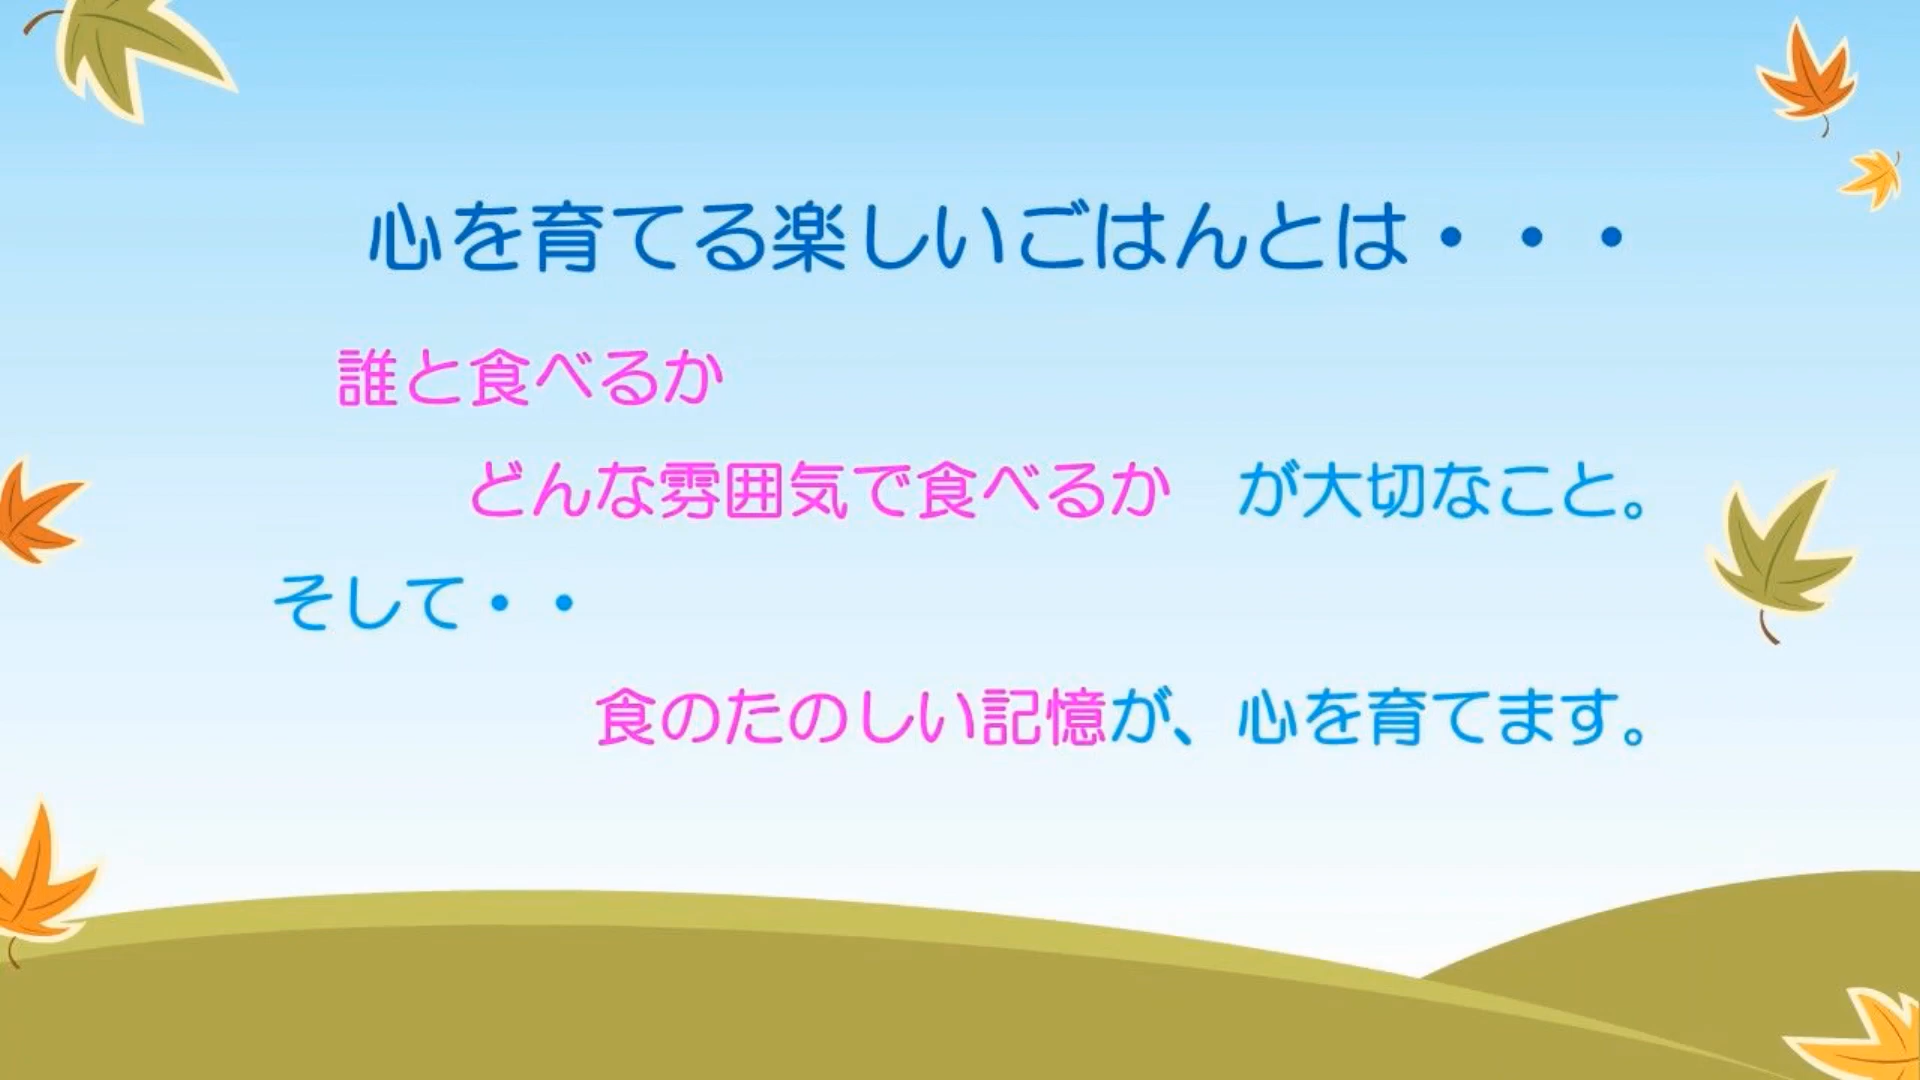 心を育てる楽しいごはんとは・・・
誰と食べるか
どんな雰囲気で食べるか　が大切なこと。
そして・・
食のたのしい記憶が、心を育てます。